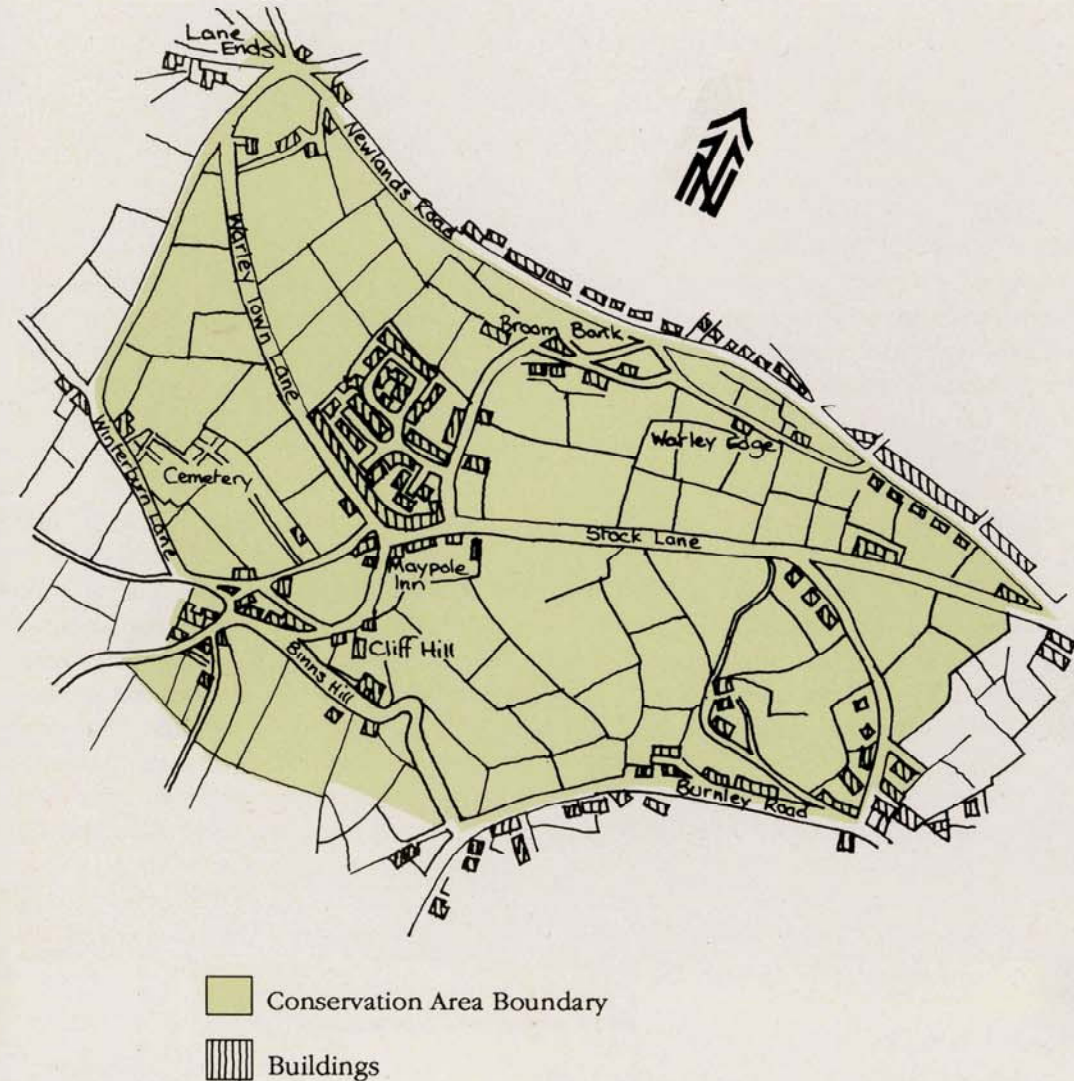 Lane
Ends
Newlands Road
N
Warley Town Lane
Broom Bank
Warley Edge
Winterburn Lane
Cemetery
Stock Lane
Maypole
Inn
Cliff Hill
Binns Hill
Burnley Road
Conservation Area Boundary
Buildings